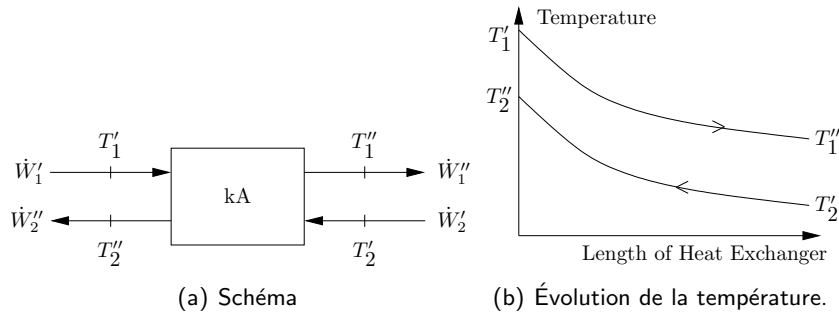 T′₁ T″₁
Ẇ′₁ Ẇ″₁
kA
Ẇ″₂ Ẇ′₂
T″₂ T′₂
(a) Schéma
Temperature
T′₁
T″₂
T″₁
T′₂
Length of Heat Exchanger
(b) Évolution de la température.